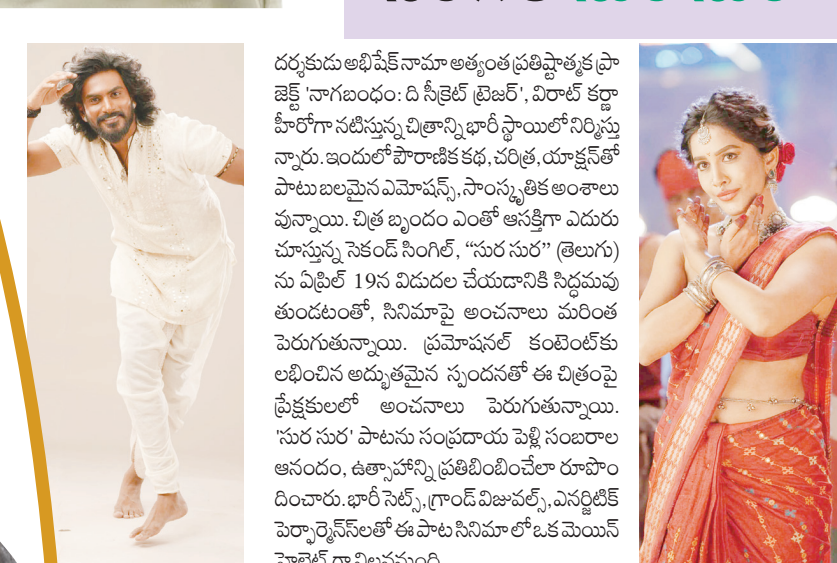 దర్శకుడు అభిషేక్ నామా అత్యంత ప్రతిష్టాత్మక ప్రా
జెక్ట్ 'నాగబంధం: ది సీక్రెట్ ట్రెజర్', విరాట్ కర్ణా
హీరోగా నటిస్తున్న చిత్రాన్ని భారీ స్థాయిలో నిర్మిస్తు
న్నారు. ఇందులో పౌరాణిక కథ, చరిత్ర, యాక్షన్‌తో
పాటు బలమైన ఎమోషన్స్, సాంస్కృతిక అంశాలు
వున్నాయి. చిత్ర బృందం ఎంతో ఆసక్తిగా ఎదురు
చూస్తున్న సెకండ్ సింగిల్, “సుర సుర” (తెలుగు)
ను ఏప్రిల్ 19న విడుదల చేయడానికి సిద్ధమవు
తుండటంతో, సినిమాపై అంచనాలు మరింత
పెరుగుతున్నాయి. ప్రమోషనల్ కంటెంట్‌కు
లభించిన అద్భుతమైన స్పందనతో ఈ చిత్రంపై
ప్రేక్షకులలో అంచనాలు పెరుగుతున్నాయి.
'సుర సుర' పాటను సంప్రదాయ పెళ్లి సంబరాల
ఆనందం, ఉత్సాహాన్ని ప్రతిబింబించేలా రూపొం
దించారు. భారీ సెట్స్, గ్రాండ్ విజువల్స్, ఎనర్జిటిక్
పెర్ఫార్మెన్స్‌లతో ఈ పాట సినిమాలో ఒక మెయిన్